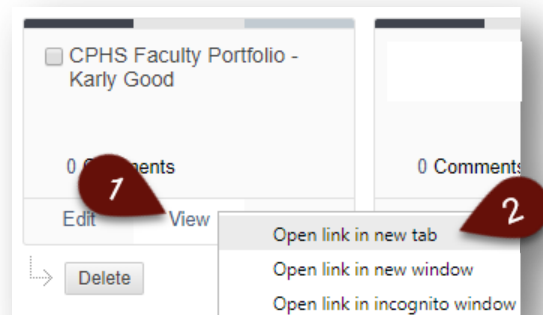 CPHS Faculty Portfolio -
Karly Good
0 Comments
0 Comments
1
2
Edit
View
Open link in new tab
Delete
Open link in new window
Open link in incognito window